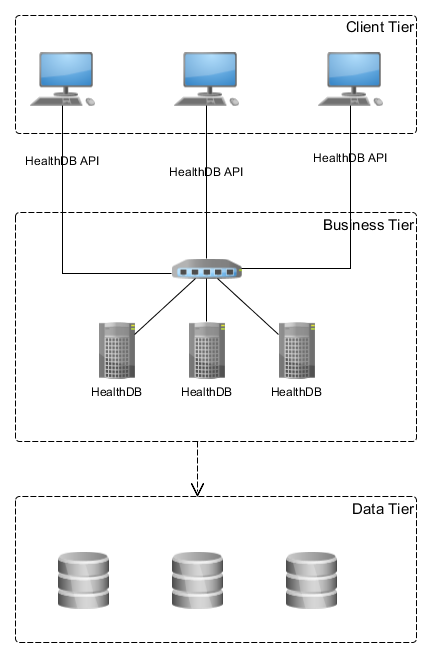 Client Tier
HealthDB API
HealthDB API
HealthDB API
Business Tier
HealthDB
HealthDB
HealthDB
Data Tier